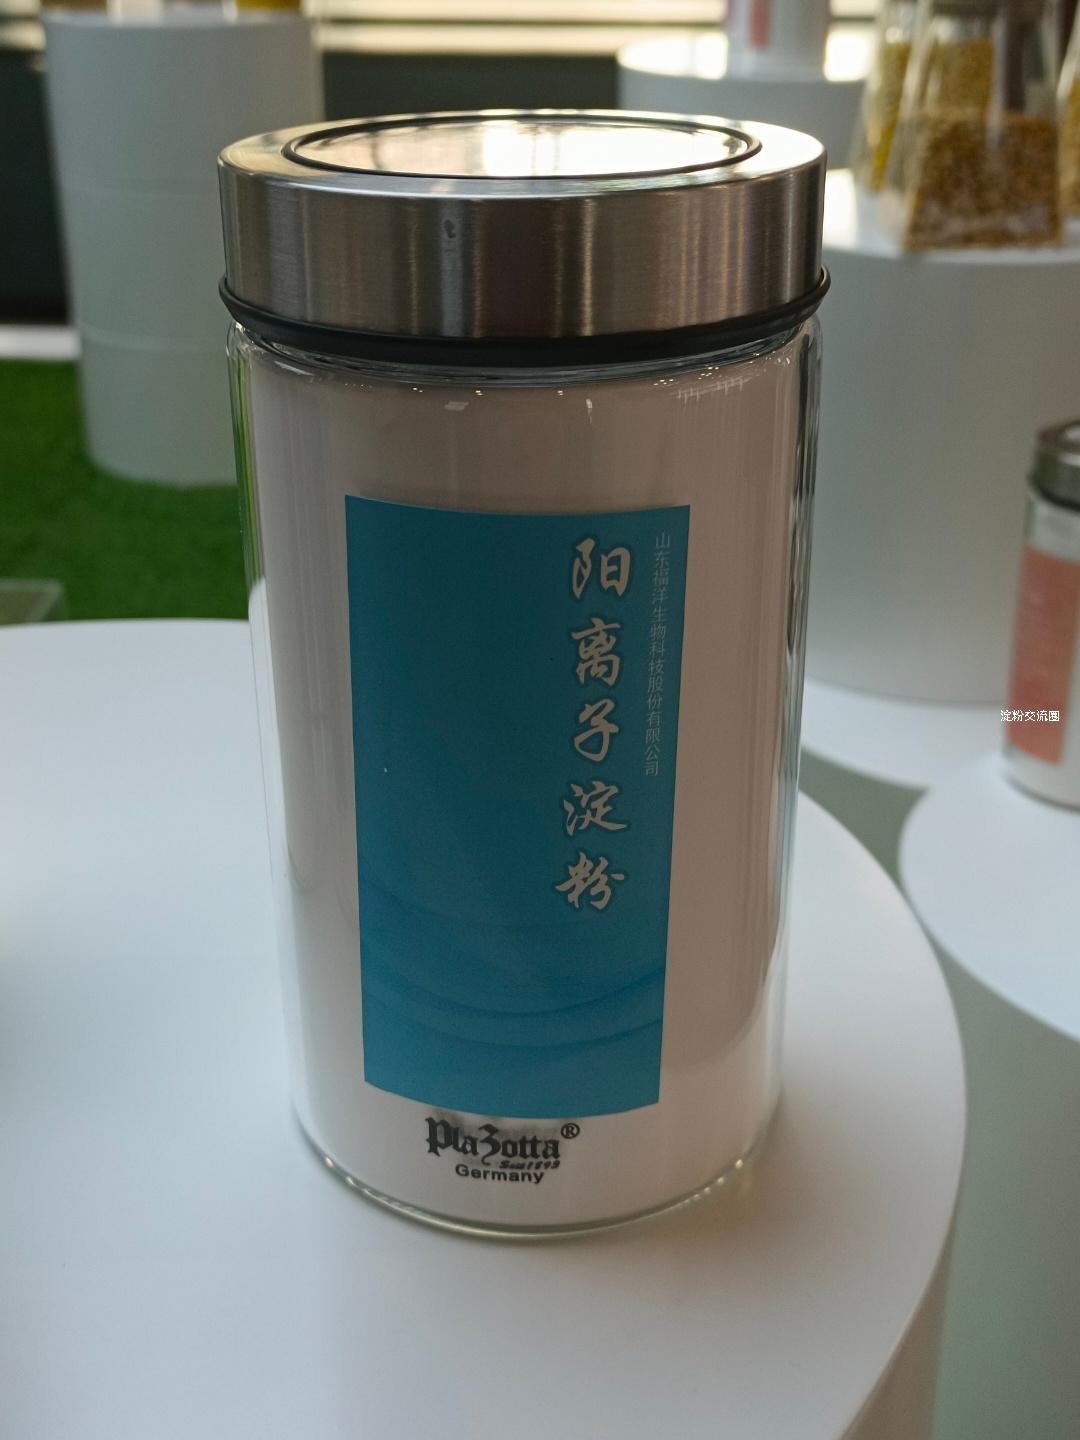 山东福洋生物科技股份有限公司
阳离子淀粉
淀粉交流圈
Plazotta®
Germany